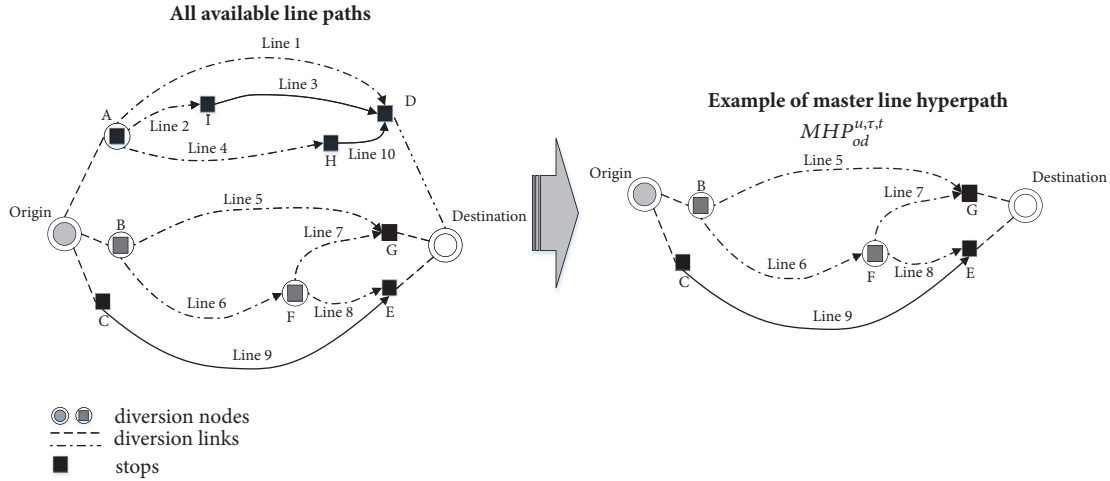 All available line paths
Line 1
Line 3
A
I
D
Line 2
Line 4
H
Line 10
Origin
B
Line 5
Line 7
G
Destination
Line 6
F
Line 8
E
C
Line 9
Example of master line hyperpath
MHP_{od}^{u,τ,t}
Line 5
Origin
B
Line 7
G
Destination
C
Line 6
F
Line 8
E
Line 9
diversion nodes
diversion links
stops